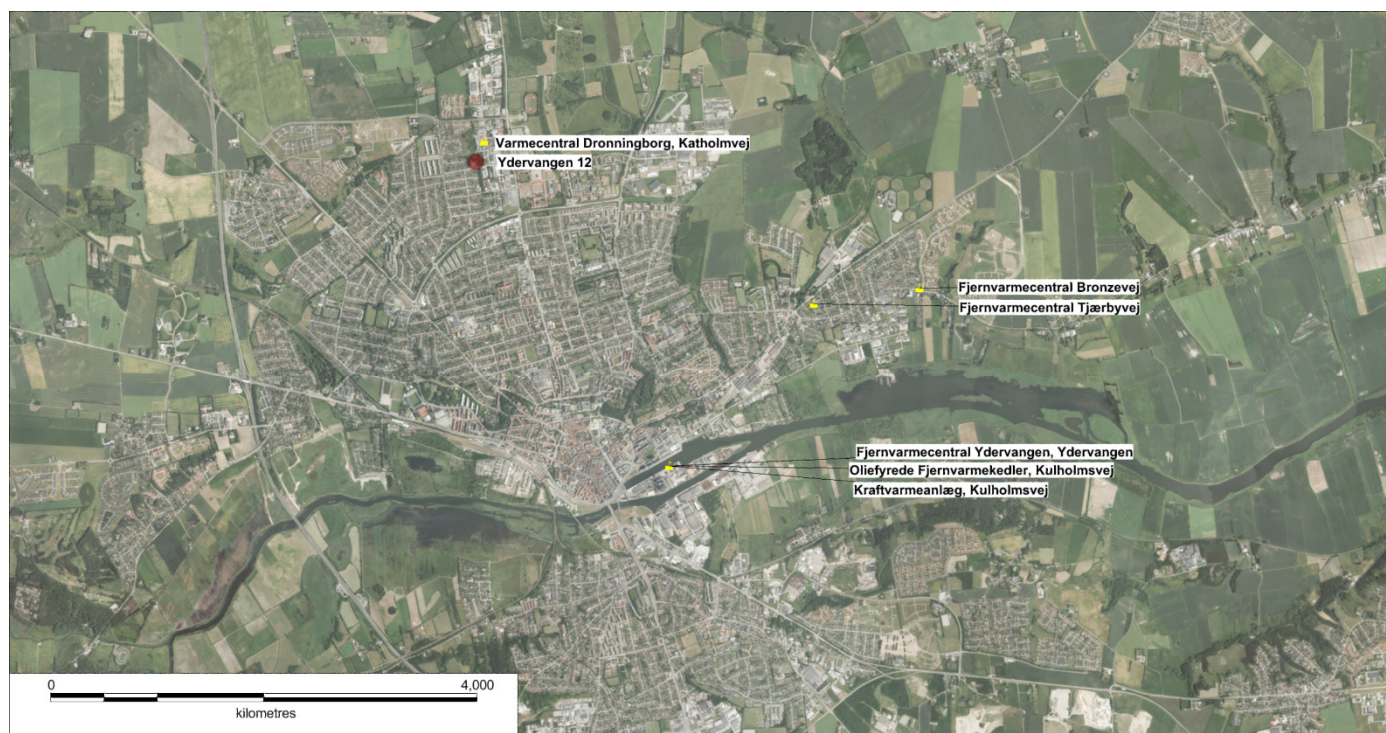 Varmecentral Dronningborg, Katholmvej
Ydervangen 12
Fjernvarmecentral Bronzevej
Fjernvarmecentral Tjærbyvej
Fjernvarmecentral Ydervangen, Ydervangen
Oliefyrede Fjernvarmekedler, Kulholmsvej
Kraftvarmeanlæg, Kulholmsvej
0 4,000
kilometres